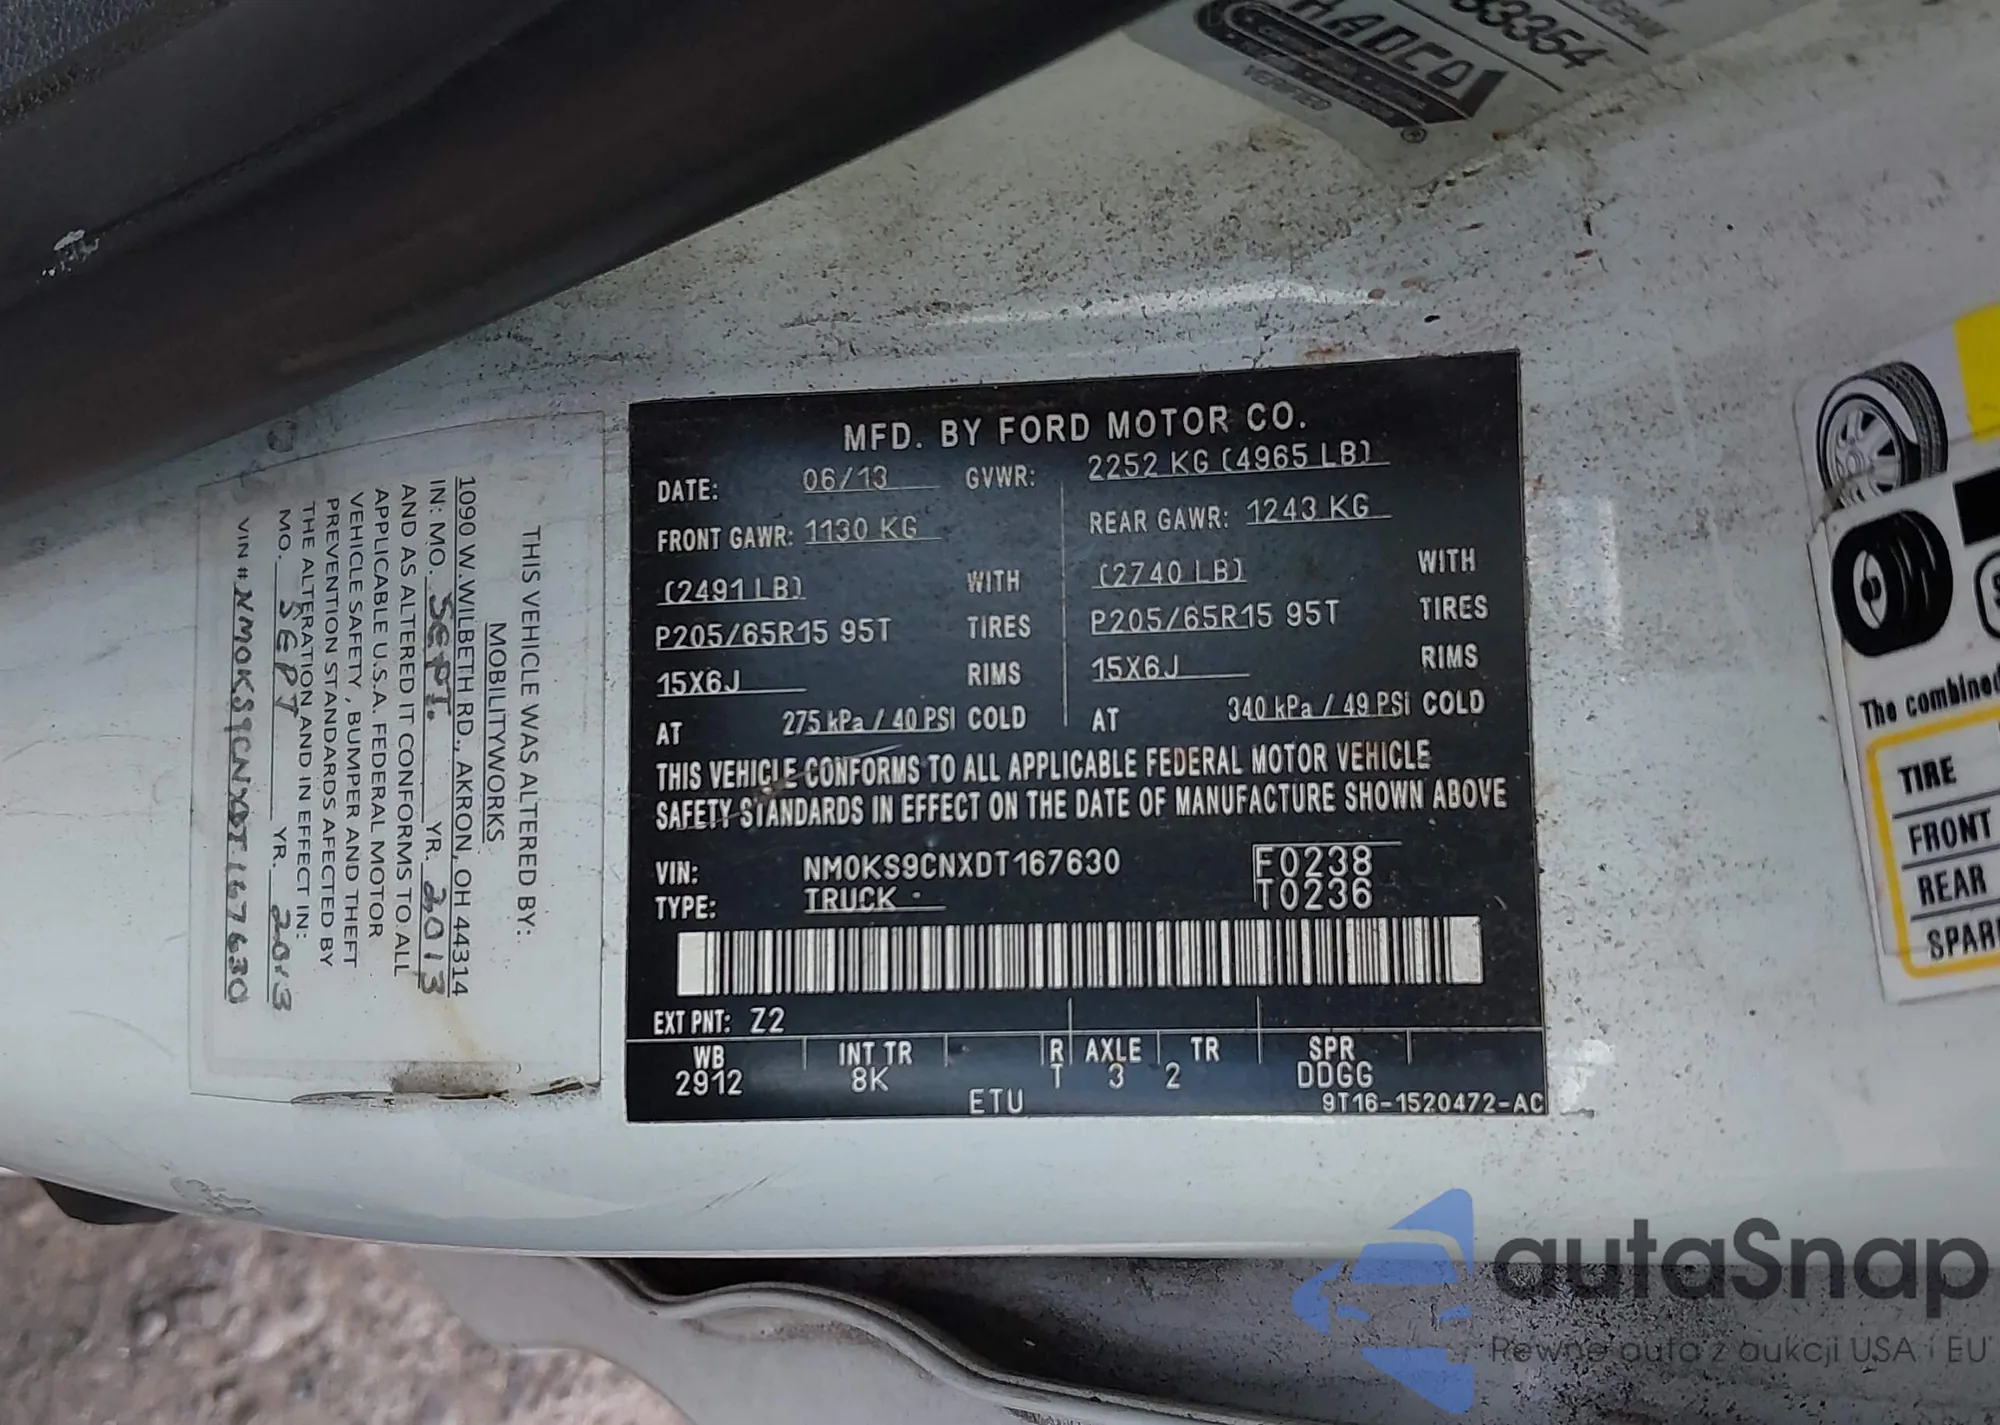 83354
HADCO
VERIFIED
®
THIS VEHICLE WAS ALTERED BY:
MOBILITYWORKS
1090 W.WILBETH RD., AKRON, OH 44314
IN: MO. SEPT. YR. 2013
AND AS ALTERED IT CONFORMS TO ALL
APPLICABLE U.S.A. FEDERAL MOTOR
VEHICLE SAFETY, BUMPER AND THEFT
PREVENTION STANDARDS AFECTED BY
THE ALTERATION AND IN EFFECT IN:
MO. SEPT YR. 2013
VIN # NM0KS9CNXDT167630
MFD. BY FORD MOTOR CO.
DATE: 06/13 GVWR: 2252 KG (4965 LB)
FRONT GAWR: 1130 KG REAR GAWR: 1243 KG
(2491 LB) WITH (2740 LB) WITH
P205/65R15 95T TIRES P205/65R15 95T TIRES
15X6J RIMS 15X6J RIMS
AT 275 kPa / 40 PSI COLD AT 340 kPa / 49 PSI COLD
THIS VEHICLE CONFORMS TO ALL APPLICABLE FEDERAL MOTOR VEHICLE
SAFETY STANDARDS IN EFFECT ON THE DATE OF MANUFACTURE SHOWN ABOVE
VIN: NM0KS9CNXDT167630 F0238
TYPE: TRUCK T0236
EXT PNT: Z2
WB INT TR R AXLE TR SPR
2912 8K T 3 2 DDGG
ETU 9T16-1520472-AC
The combined
TIRE
FRONT
REAR
SPAR
autaSnap
Pewne auta z aukcji USA i EU